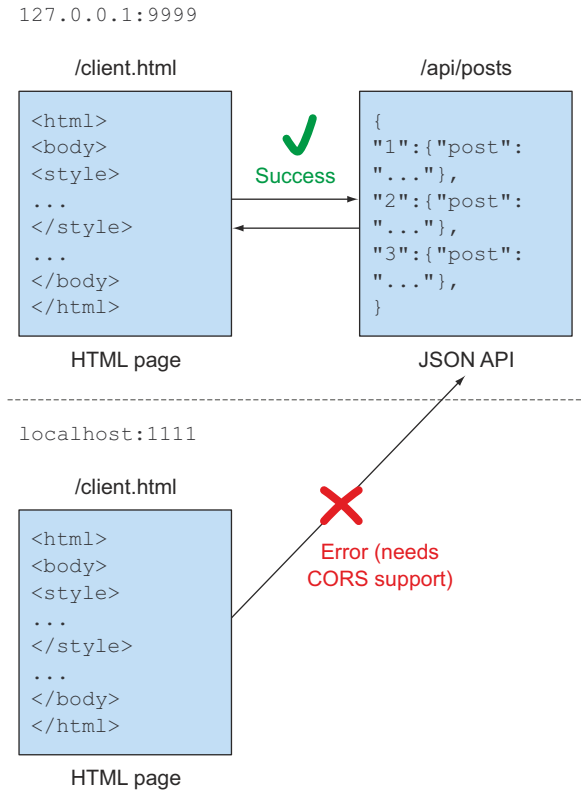 127.0.0.1:9999
/client.html
<html>
<body>
<style>
...
</style>
...
</body>
</html>
HTML page
Success
/api/posts
{
"1":{"post":
"..."},
"2":{"post":
"..."},
"3":{"post":
"..."},
}
JSON API
localhost:1111
/client.html
<html>
<body>
<style>
...
</style>
...
</body>
</html>
HTML page
Error (needs
CORS support)